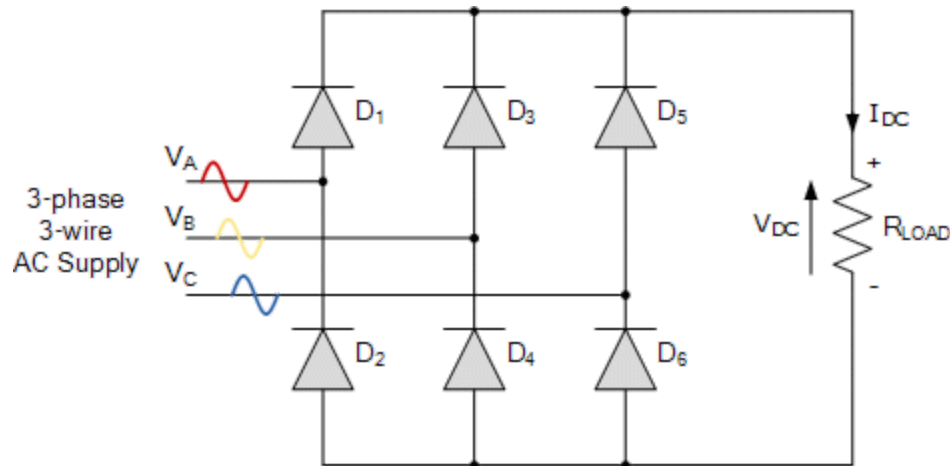 D1
D3
D5
IDC
VA
+
3-phase
3-wire
AC Supply
VB
VDC
RLOAD
VC
-
D2
D4
D6